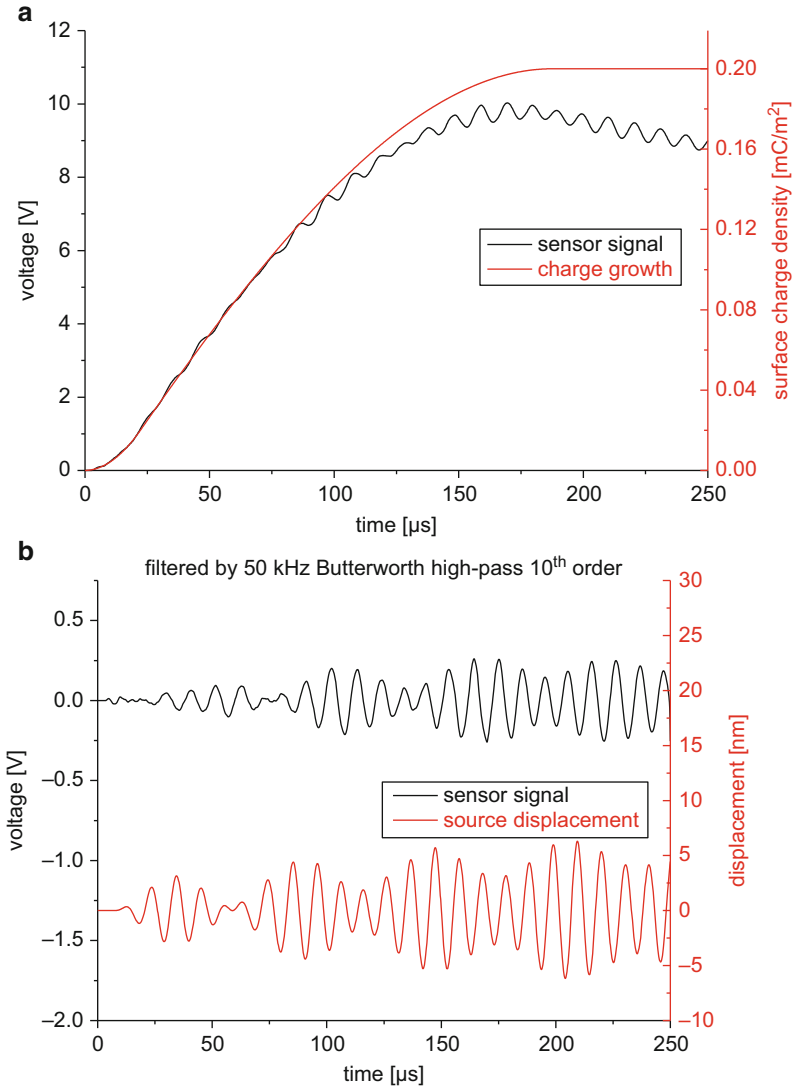 a
12
10
8
6
4
2
0
voltage [V]
0.20
0.16
0.12
0.08
0.04
0.00
surface charge density [mC/m²]
sensor signal
charge growth
0 50 100 150 200 250
time [µs]
b
filtered by 50 kHz Butterworth high-pass 10th order
0.5
0.0
−0.5
−1.0
−1.5
−2.0
voltage [V]
30
25
20
15
10
5
0
−5
−10
displacement [nm]
sensor signal
source displacement
0 50 100 150 200 250
time [µs]